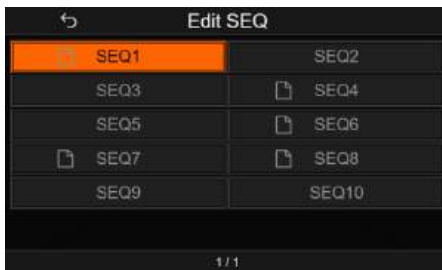 Edit SEQ
SEQ1 SEQ2
SEQ3 SEQ4
SEQ5 SEQ6
SEQ7 SEQ8
SEQ9 SEQ10
1/1